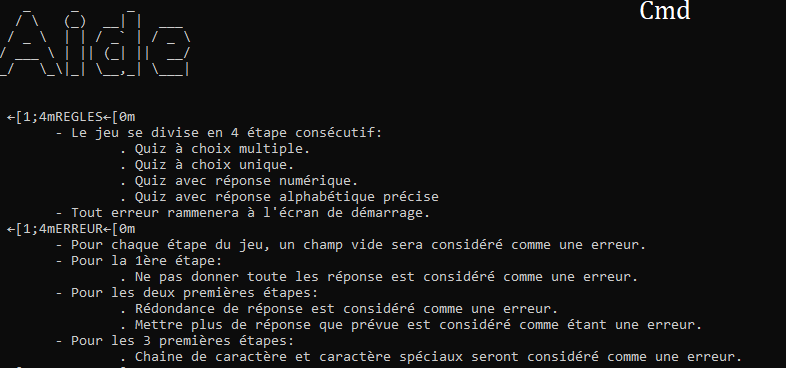 Cmd
Aide
←[1;4mREGLES←[0m
- Le jeu se divise en 4 étape consécutif:
. Quiz à choix multiple.
. Quiz à choix unique.
. Quiz avec réponse numérique.
. Quiz avec réponse alphabétique précise
- Tout erreur rammenera à l'écran de démarrage.
←[1;4mERREUR←[0m
- Pour chaque étape du jeu, un champ vide sera considéré comme une erreur.
- Pour la 1ère étape:
. Ne pas donner toute les réponse est considéré comme une erreur.
- Pour les deux premières étapes:
. Rédondance de réponse est considéré comme une erreur.
. Mettre plus de réponse que prévue est considéré comme étant une erreur.
- Pour les 3 premières étapes:
. Chaine de caractère et caractère spéciaux seront considéré comme une erreur.